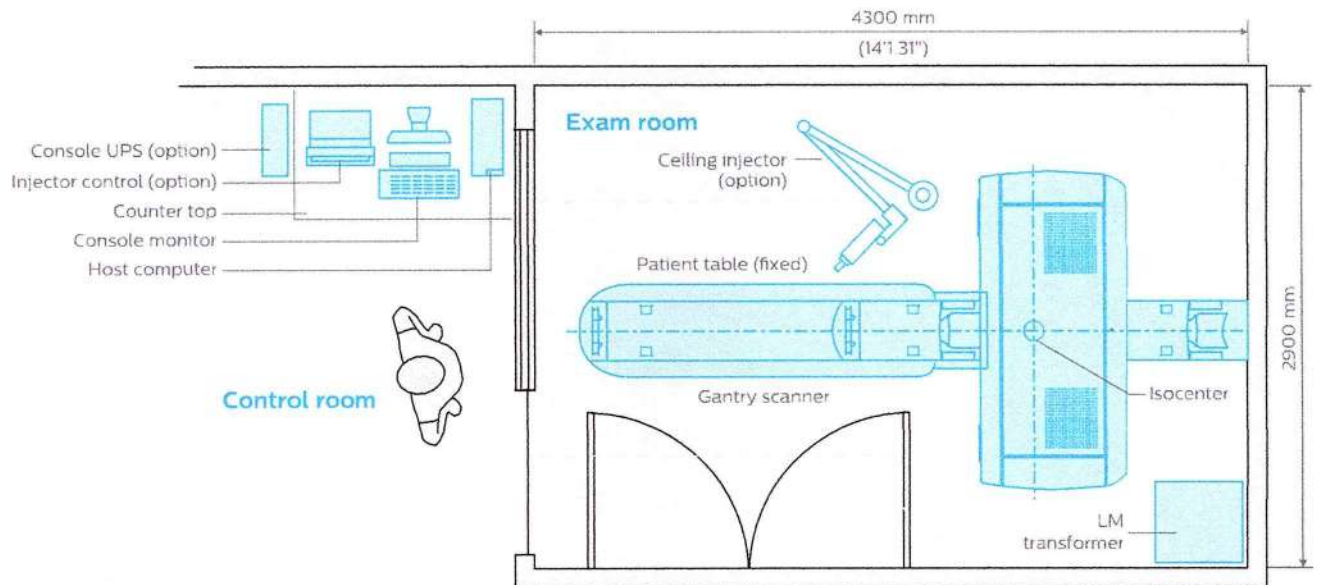 4300 mm
(14'1.31")
Exam room
Console UPS (option)
Injector control (option)
Counter top
Console monitor
Host computer
Ceiling injector
(option)
Patient table (fixed)
2900 mm
Control room
Gantry scanner
Isocenter
LM
transformer